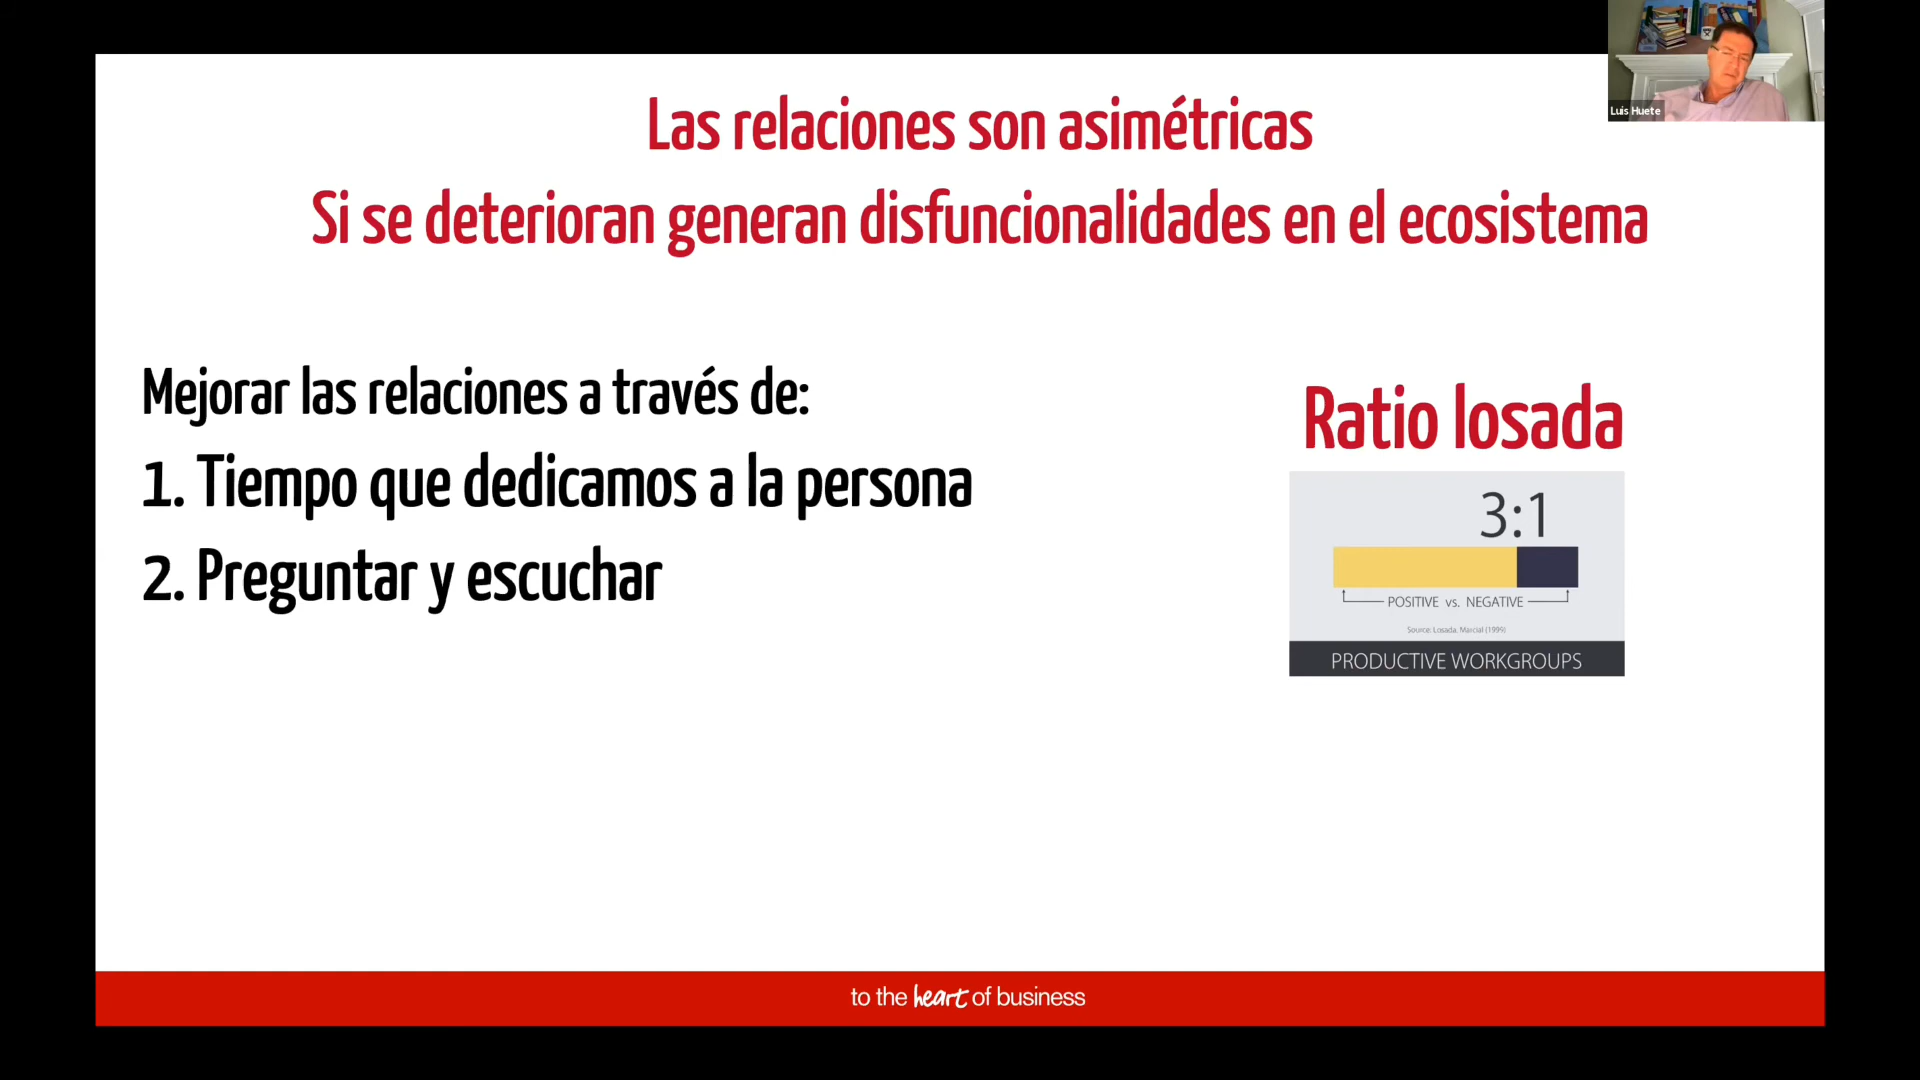 Luis Huete
Las relaciones son asimétricas
Si se deterioran generan disfuncionalidades en el ecosistema
Mejorar las relaciones a través de:
1. Tiempo que dedicamos a la persona
2. Preguntar y escuchar
Ratio losada
3:1
POSITIVE vs. NEGATIVE
Source: Losada, Marcial (1999)
PRODUCTIVE WORKGROUPS
to the heart of business